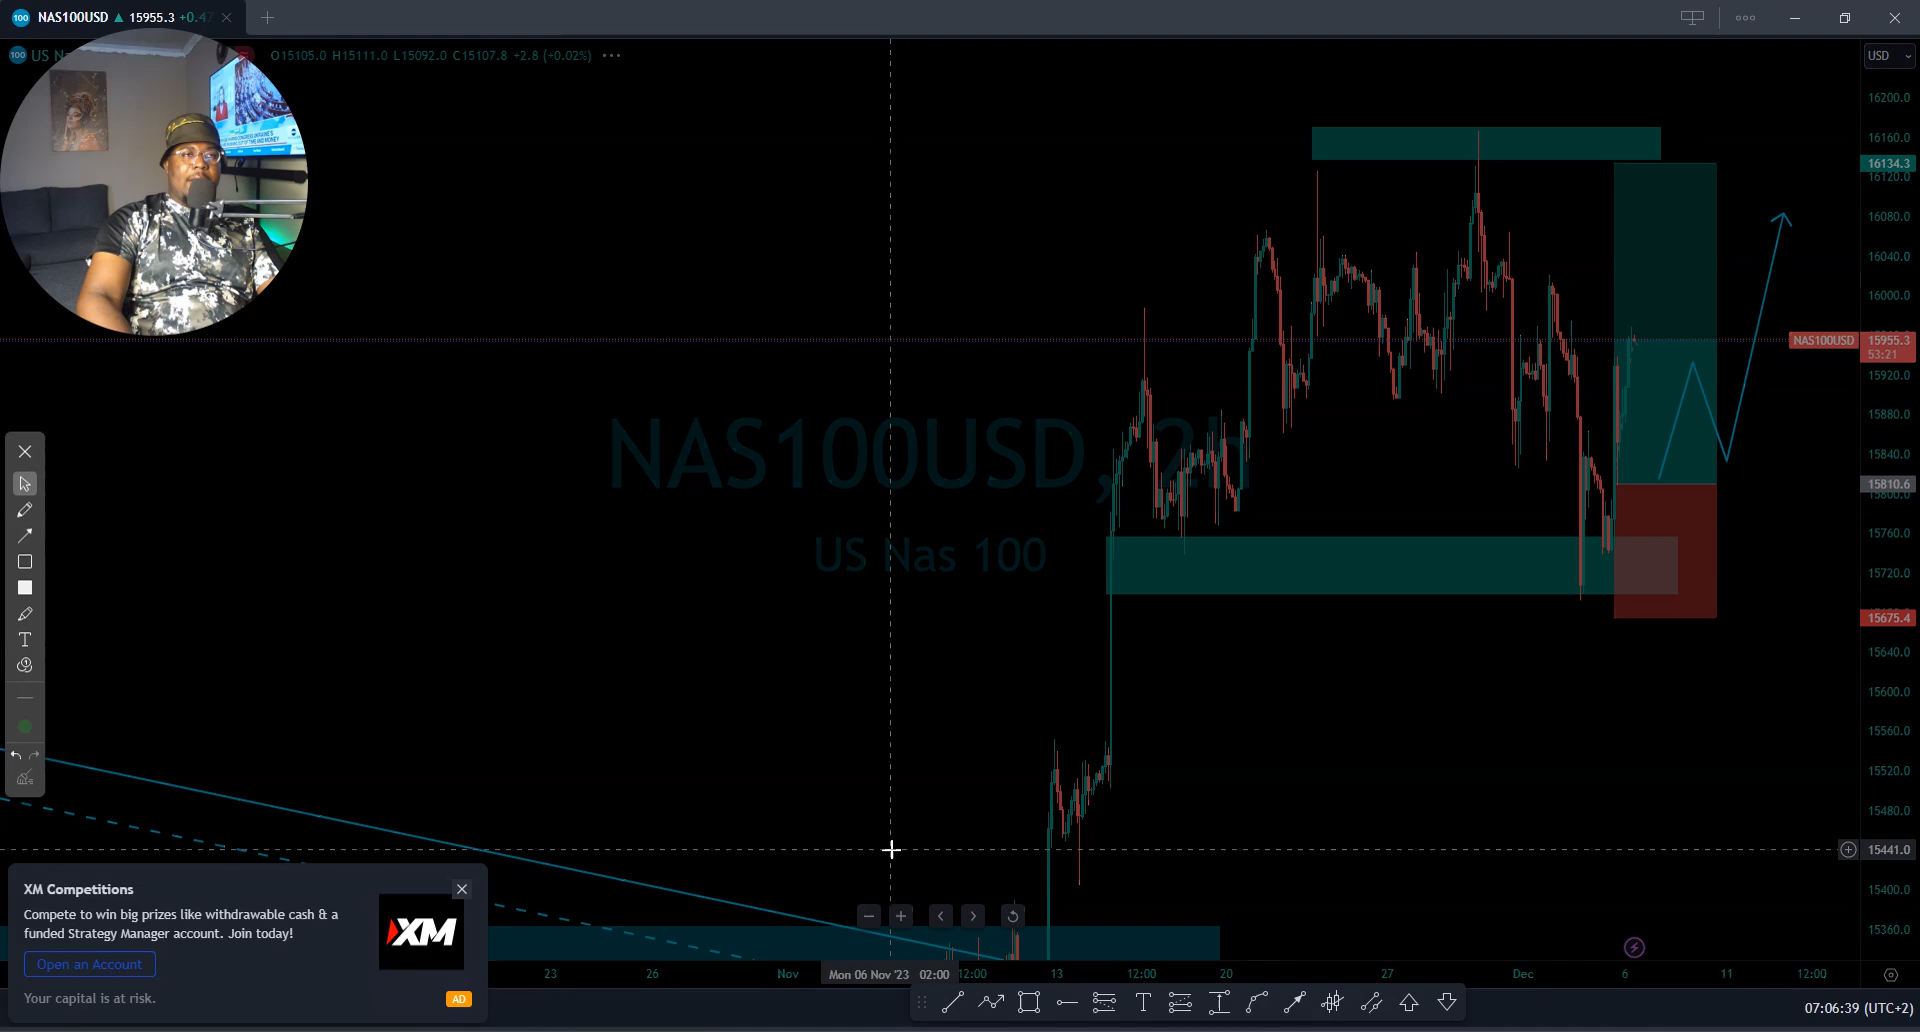 NAS100USD ▲ 15955.3 +0.47
US Na
O15105.0 H15111.0 L15092.0 C15107.8 +2.8 (+0.02%)
USD
16200.0
16160.0
16134.3
16120.0
16080.0
16040.0
16000.0
NAS100USD 15955.3
53:21
15920.0
15880.0
15840.0
15810.6
15800.0
15760.0
15720.0
15675.4
15640.0
15600.0
15560.0
15520.0
15480.0
15441.0
15400.0
15360.0
NAS100USD, 2h
US Nas 100
XM Competitions
Compete to win big prizes like withdrawable cash & a
funded Strategy Manager account. Join today!
Open an Account
Your capital is at risk.
AD
XM
23 26 Nov Mon 06 Nov '23 02:00 12:00 13 12:00 20 27 Dec 6 11 12:00
07:06:39 (UTC+2)